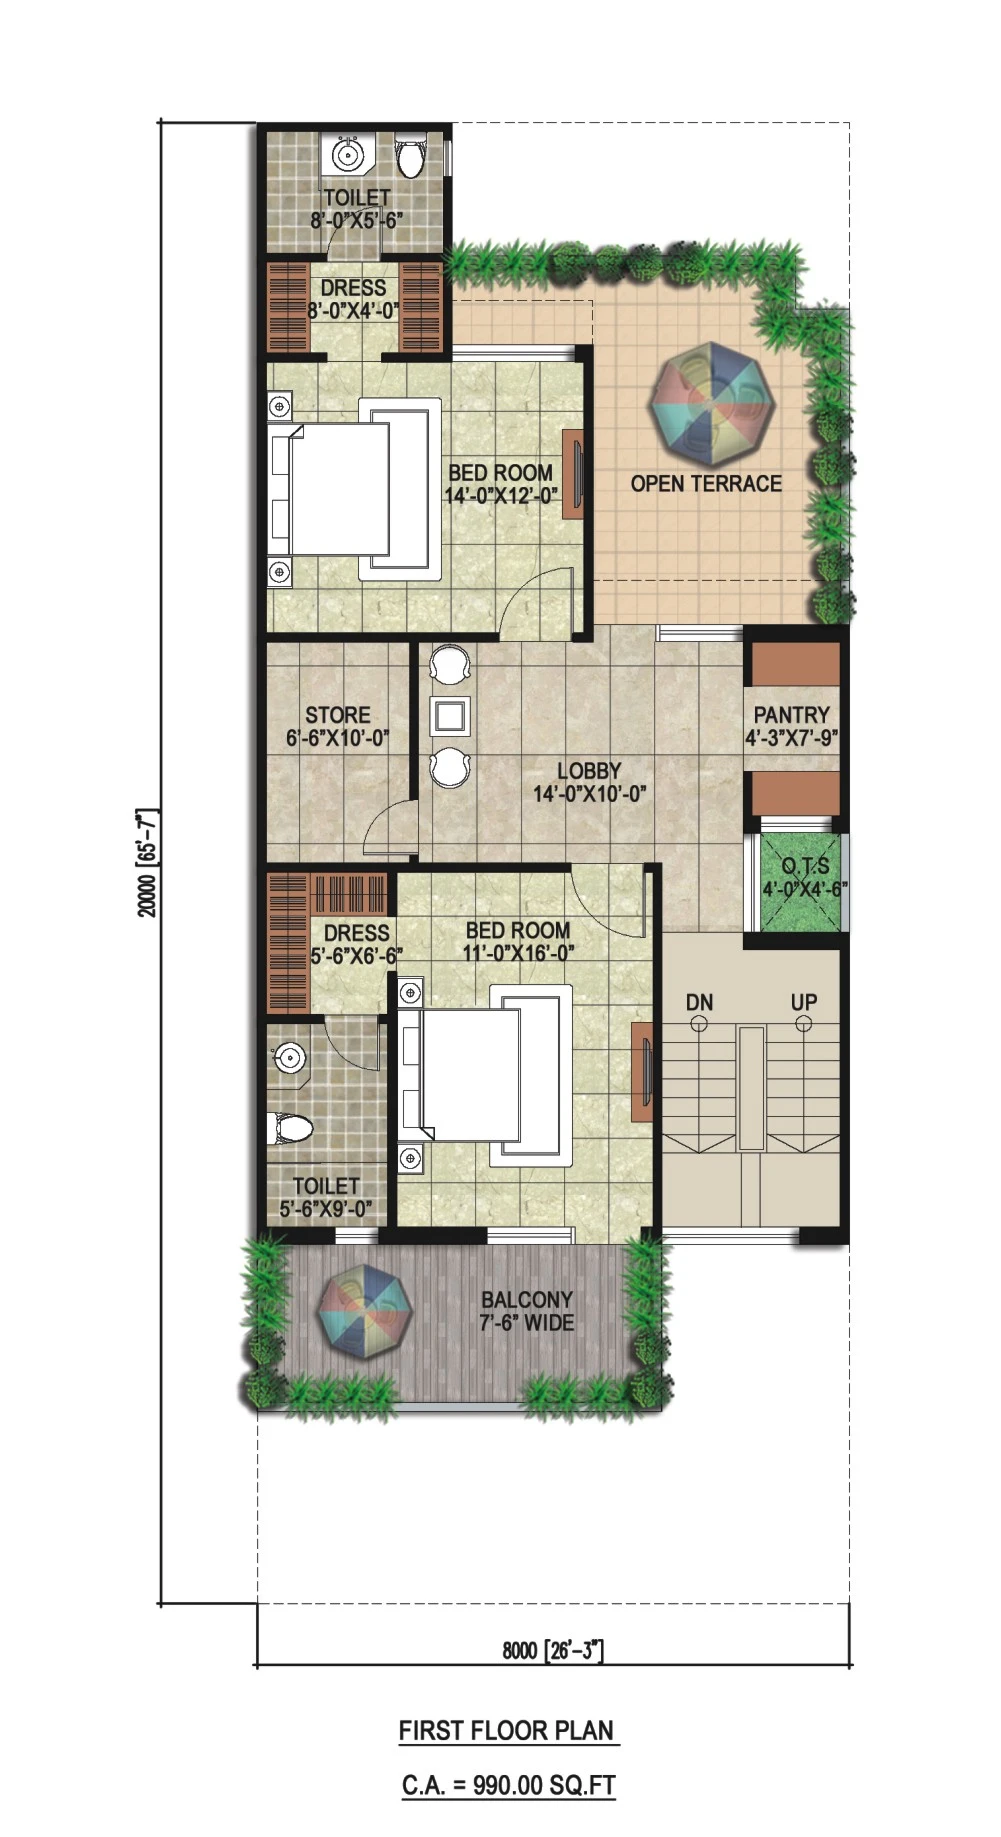 TOILET
8'-0"X5'-6"
DRESS
8'-0"X4'-0"
BED ROOM
14'-0"X12'-0"
OPEN TERRACE
STORE
6'-6"X10'-0"
PANTRY
4'-3"X7'-9"
LOBBY
14'-0"X10'-0"
20000 [65'-7"]
O.T.S
4'-0"X4'-6"
DRESS
5'-6"X6'-6"
BED ROOM
11'-0"X16'-0"
DN
UP
TOILET
5'-6"X9'-0"
BALCONY
7'-6" WIDE
8000 [26'-3"]
FIRST FLOOR PLAN
C.A. = 990.00 SQ.FT